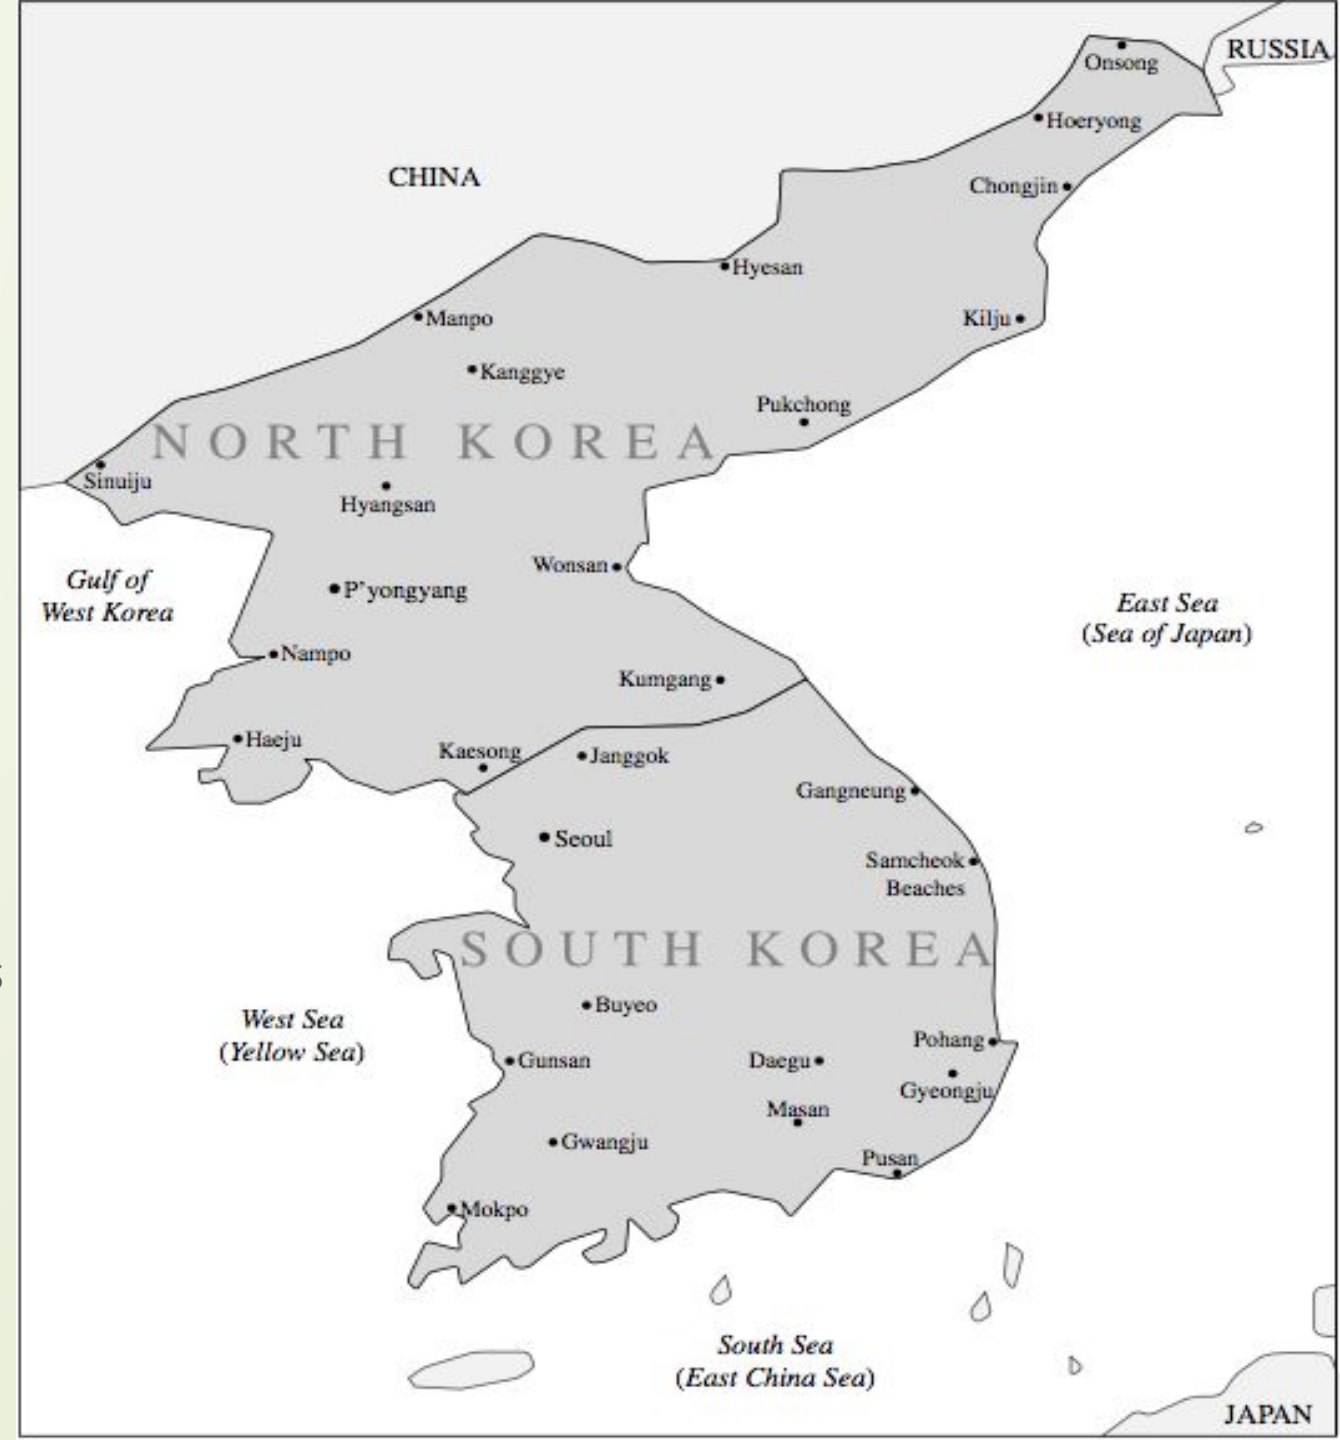 RUSSIA
Onsong
Hoeryong
CHINA
Chongjin
Hyesan
Manpo
Kilju
Kanggye
Pukchong
NORTH KOREA
Sinuiju
Hyangsan
Wonsan
Gulf of
West Korea
P'yongyang
East Sea
(Sea of Japan)
Nampo
Kumgang
Haeju
Kaesong
Janggok
Gangneung
Seoul
Samcheok
Beaches
SOUTH KOREA
Buyeo
West Sea
(Yellow Sea)
Pohang
Gunsan
Daegu
Gyeongju
Masan
Gwangju
Pusan
Mokpo
South Sea
(East China Sea)
JAPAN